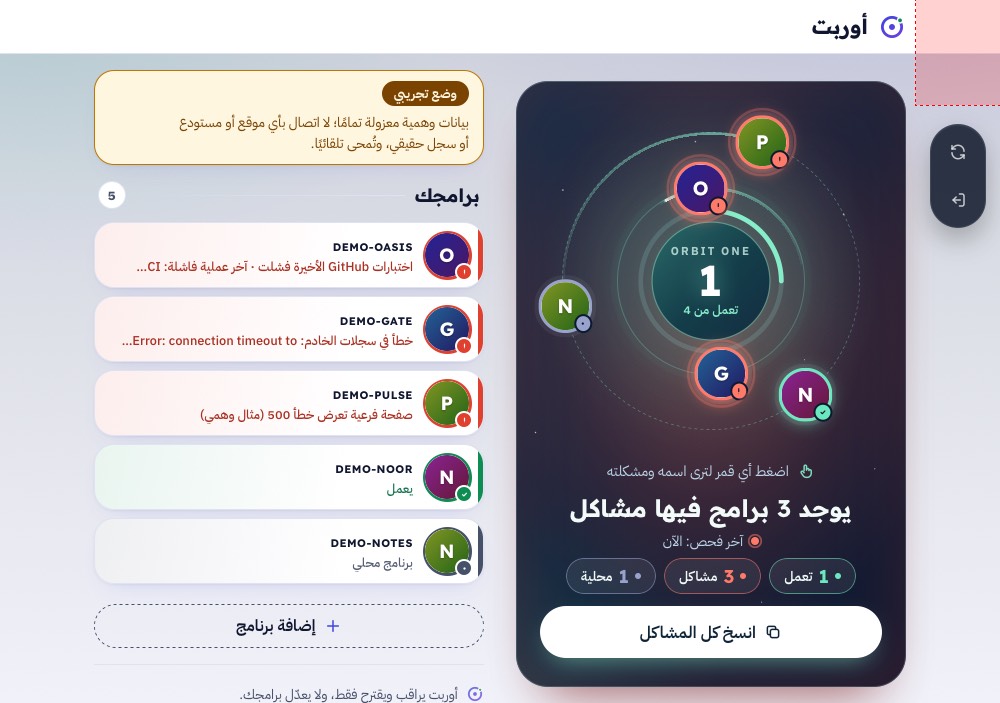 أوربت
P
O
ORBIT ONE
1
تعمل من 4
N
G
N
اضغط أي قمر لترى اسمه ومشكلته
يوجد 3 برامج فيها مشاكل
آخر فحص: الآن
1 تعمل
3 مشاكل
1 محلية
انسخ كل المشاكل
وضع تجريبي
بيانات وهمية معزولة تمامًا؛ لا اتصال بأي موقع أو مستودع
أو سجل حقيقي، وتُمحى تلقائيًا.
برامجك
5
DEMO-OASIS
O
اختبارات GitHub الأخيرة فشلت · آخر عملية فاشلة: CI...
DEMO-GATE
G
خطأ في سجلات الخادم: Error: connection timeout to...
DEMO-PULSE
P
صفحة فرعية تعرض خطأ 500 (مثال وهمي)
DEMO-NOOR
N
يعمل
DEMO-NOTES
N
برنامج محلي
إضافة برنامج
أوربت يراقب ويقترح فقط، ولا يعدّل برامجك.